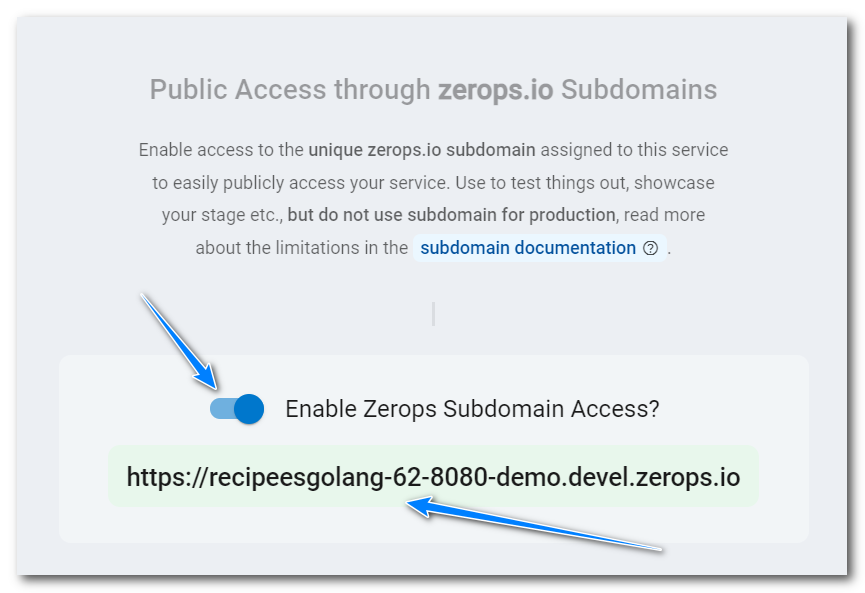 Public Access through zerops.io Subdomains
Enable access to the unique zerops.io subdomain assigned to this service
to easily publicly access your service. Use to test things out, showcase
your stage etc., but do not use subdomain for production, read more
about the limitations in the subdomain documentation ? .
Enable Zerops Subdomain Access?
https://recipeesgolang-62-8080-demo.devel.zerops.io